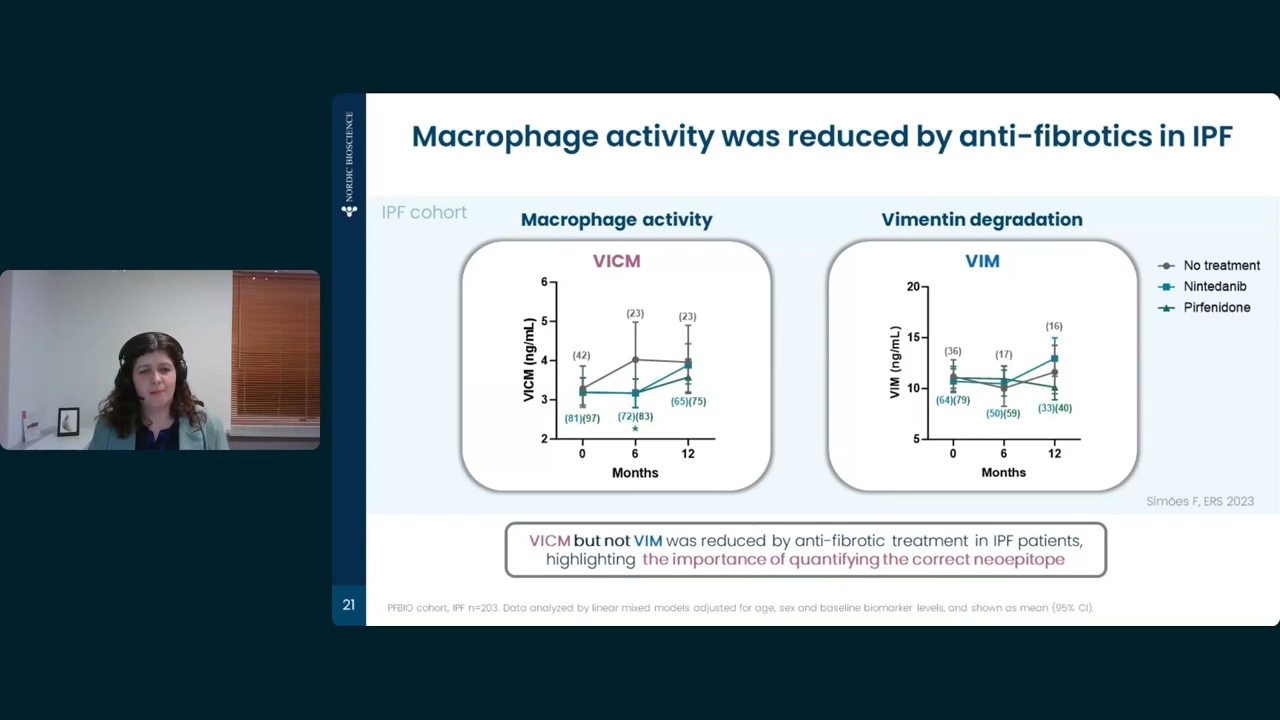 NORDIC BIOSCIENCE
Macrophage activity was reduced by anti-fibrotics in IPF
IPF cohort
Macrophage activity
VICM
VICM (ng/mL)
6
5
4
3
2
(42)
(23)
(23)
(81)(97)
(72)(83)
(65)(75)
*
0
6
12
Months
Vimentin degradation
VIM
VIM (ng/mL)
20
15
10
5
(36)
(17)
(16)
(64)(79)
(50)(59)
(33)(40)
0
6
12
Months
No treatment
Nintedanib
Pirfenidone
Simões F, ERS 2023
VICM but not VIM was reduced by anti-fibrotic treatment in IPF patients,
highlighting the importance of quantifying the correct neoepitope
21
PFBIO cohort, IPF n=203. Data analyzed by linear mixed models adjusted for age, sex and baseline biomarker levels, and shown as mean (95% CI).